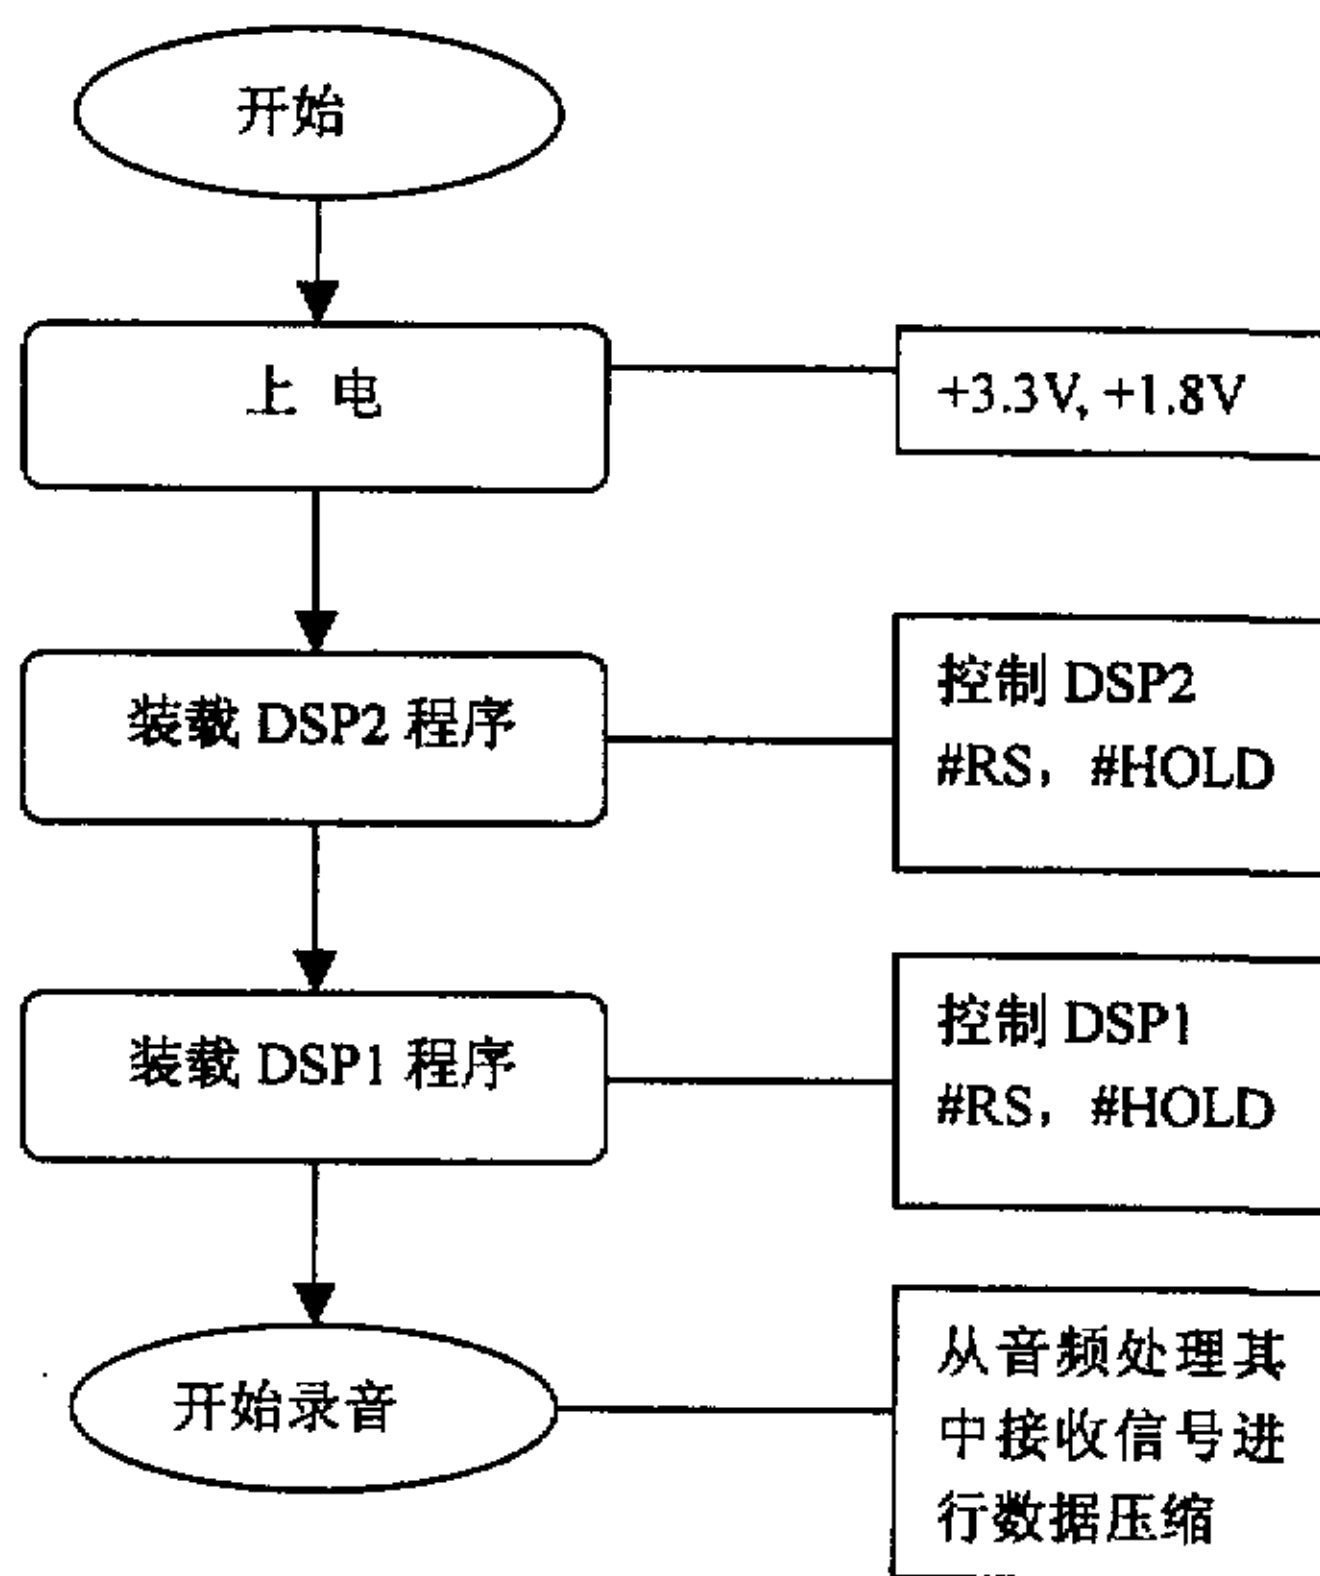 开始
上 电
+3.3V, +1.8V
装载 DSP2 程序
控制 DSP2
#RS，#HOLD
装载 DSP1 程序
控制 DSP1
#RS，#HOLD
开始录音
从音频处理其
中接收信号进
行数据压缩